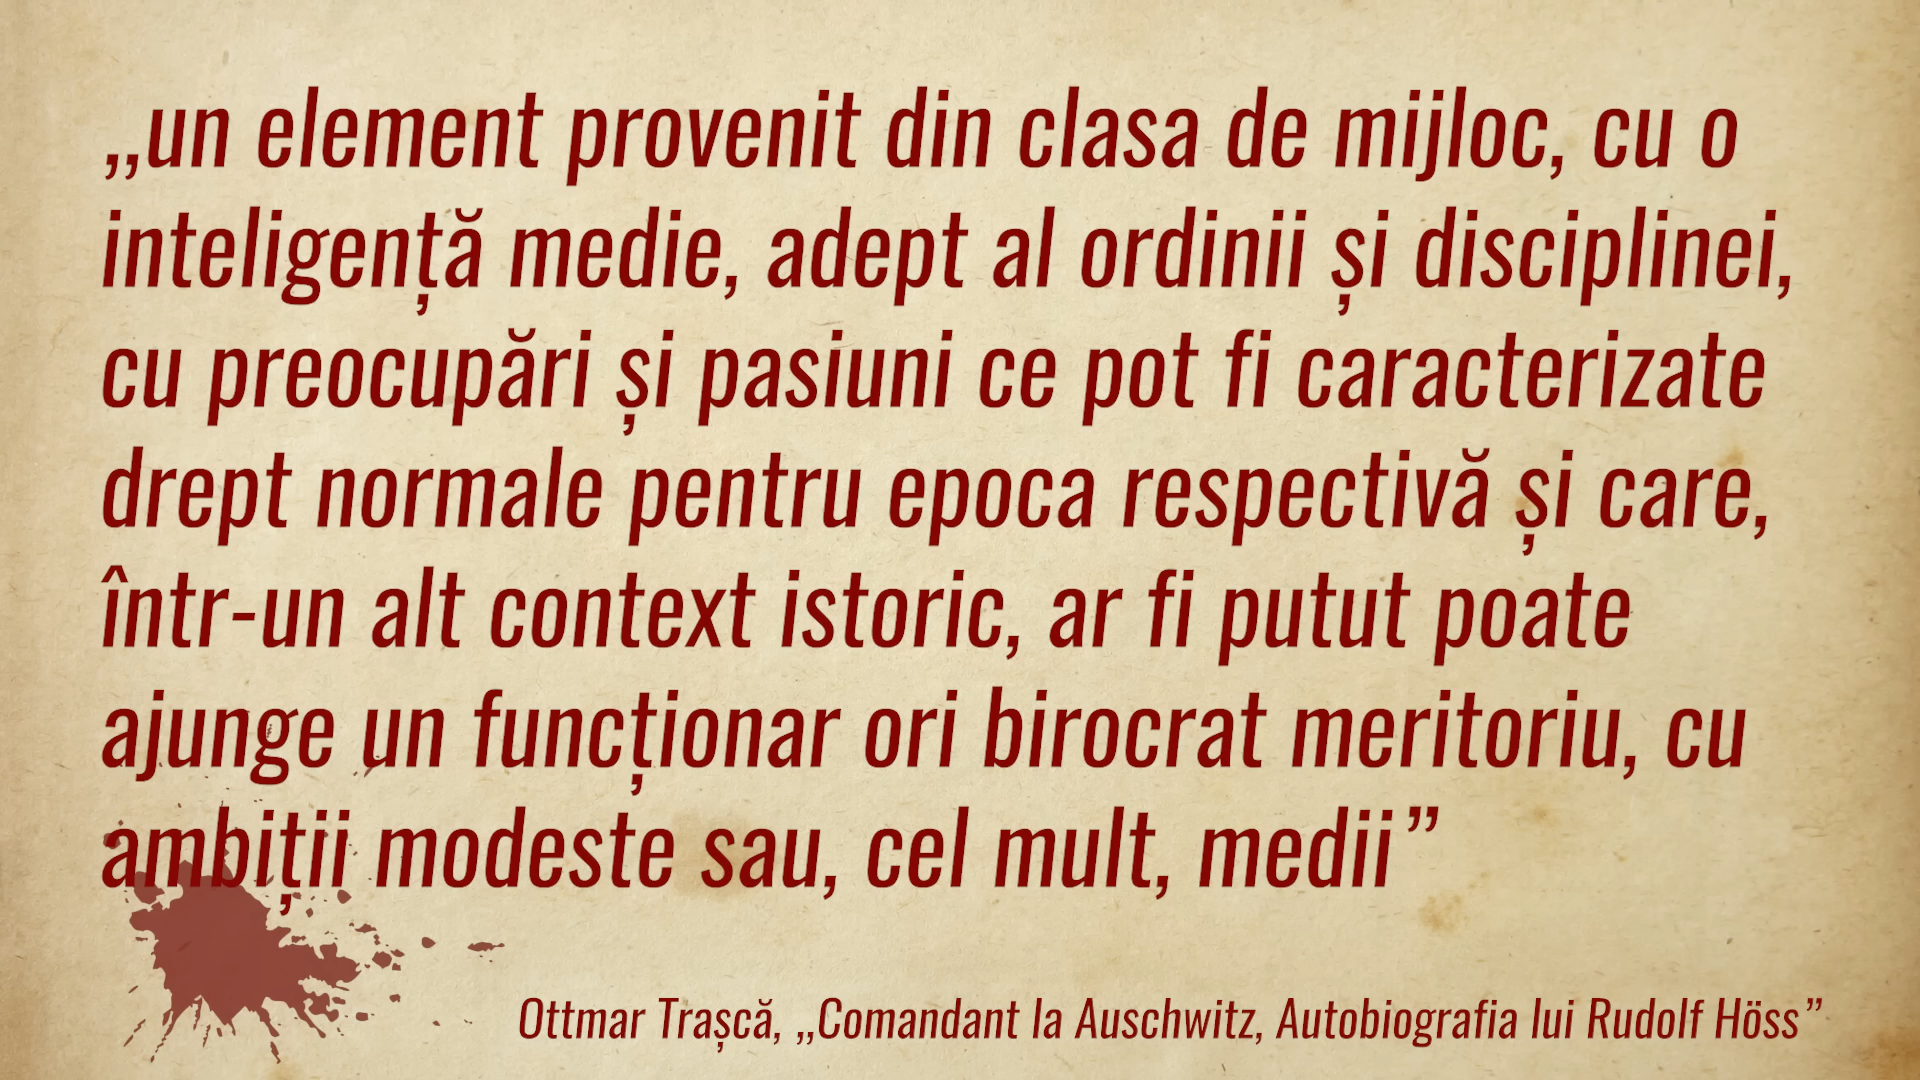 „un element provenit din clasa de mijloc, cu o
inteligență medie, adept al ordinii și disciplinei,
cu preocupări și pasiuni ce pot fi caracterizate
drept normale pentru epoca respectivă și care,
într-un alt context istoric, ar fi putut poate
ajunge un funcționar ori birocrat meritoriu, cu
ambiții modeste sau, cel mult, medii”
Ottmar Trașcă, „Comandant la Auschwitz, Autobiografia lui Rudolf Höss”